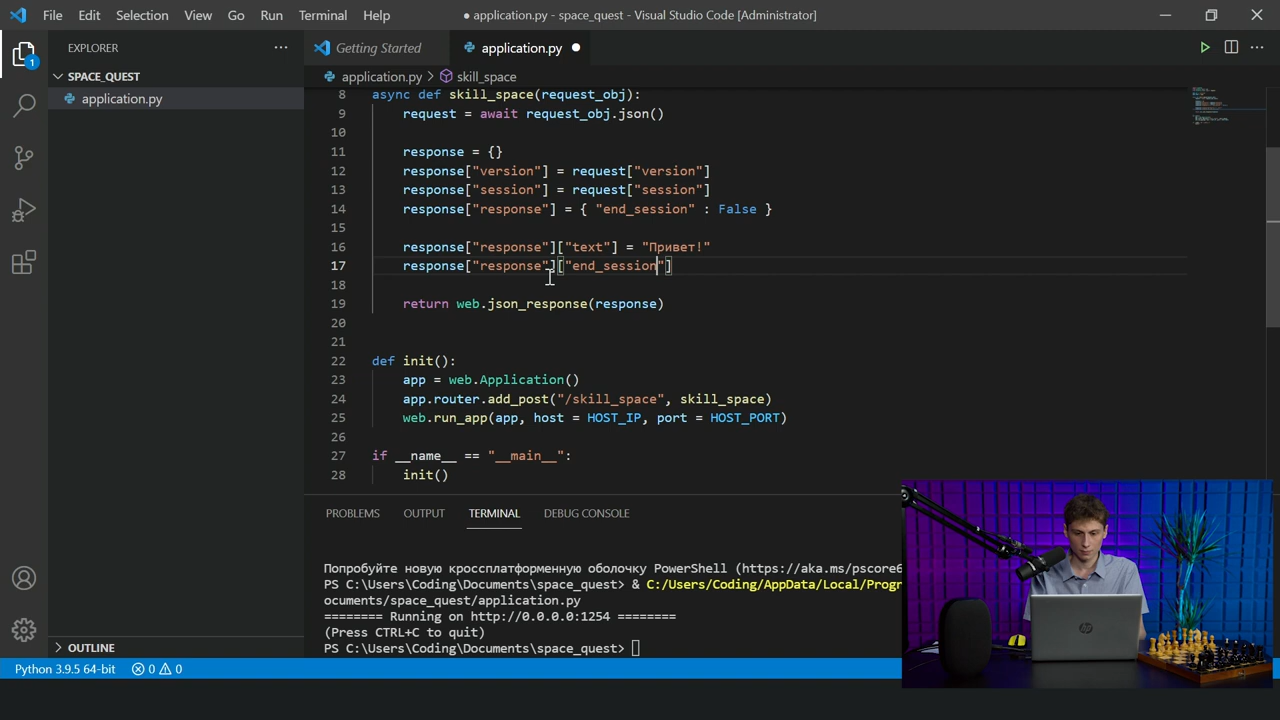 File Edit Selection View Go Run Terminal Help
● application.py - space_quest - Visual Studio Code [Administrator]
EXPLORER
Getting Started
application.py
1
SPACE_QUEST
application.py > skill_space
application.py
8 async def skill_space(request_obj):
9 request = await request_obj.json()
10
11 response = {}
12 response["version"] = request["version"]
13 response["session"] = request["session"]
14 response["response"] = { "end_session" : False }
15
16 response["response"]["text"] = "Привет!"
17 response["response"]["end_session"]
18
19 return web.json_response(response)
20
21
22 def init():
23 app = web.Application()
24 app.router.add_post("/skill_space", skill_space)
25 web.run_app(app, host = HOST_IP, port = HOST_PORT)
26
27 if __name__ == "__main__":
28 init()
PROBLEMS OUTPUT TERMINAL DEBUG CONSOLE
Попробуйте новую кроссплатформенную оболочку PowerShell (https://aka.ms/pscore6
PS C:\Users\Coding\Documents\space_quest> & C:/Users/Coding/AppData/Local/Progr
ocuments/space_quest/application.py
======== Running on http://0.0.0.0:1254 ========
(Press CTRL+C to quit)
PS C:\Users\Coding\Documents\space_quest>
OUTLINE
Python 3.9.5 64-bit 0 0
hp